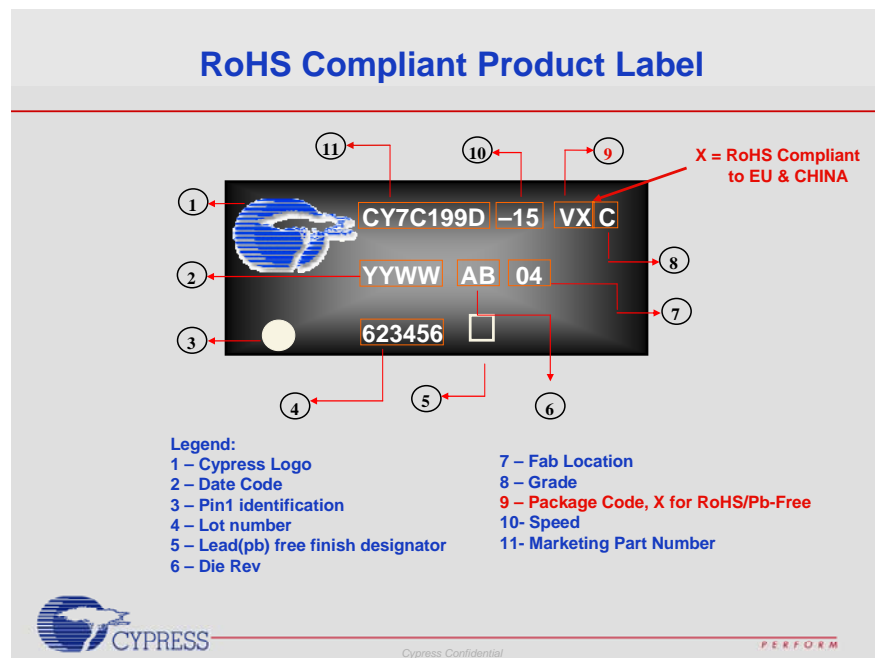 RoHS Compliant Product Label
11
10
9
X = RoHS Compliant
to EU & CHINA
1
CY7C199D –15 VX C
8
2
YYWW AB 04
7
3
623456
4
5
6
Legend:
1 – Cypress Logo
2 – Date Code
3 – Pin1 identification
4 – Lot number
5 – Lead(pb) free finish designator
6 – Die Rev
7 – Fab Location
8 – Grade
9 – Package Code, X for RoHS/Pb-Free
10- Speed
11- Marketing Part Number
CYPRESS
Cypress Confidential
PERFORM